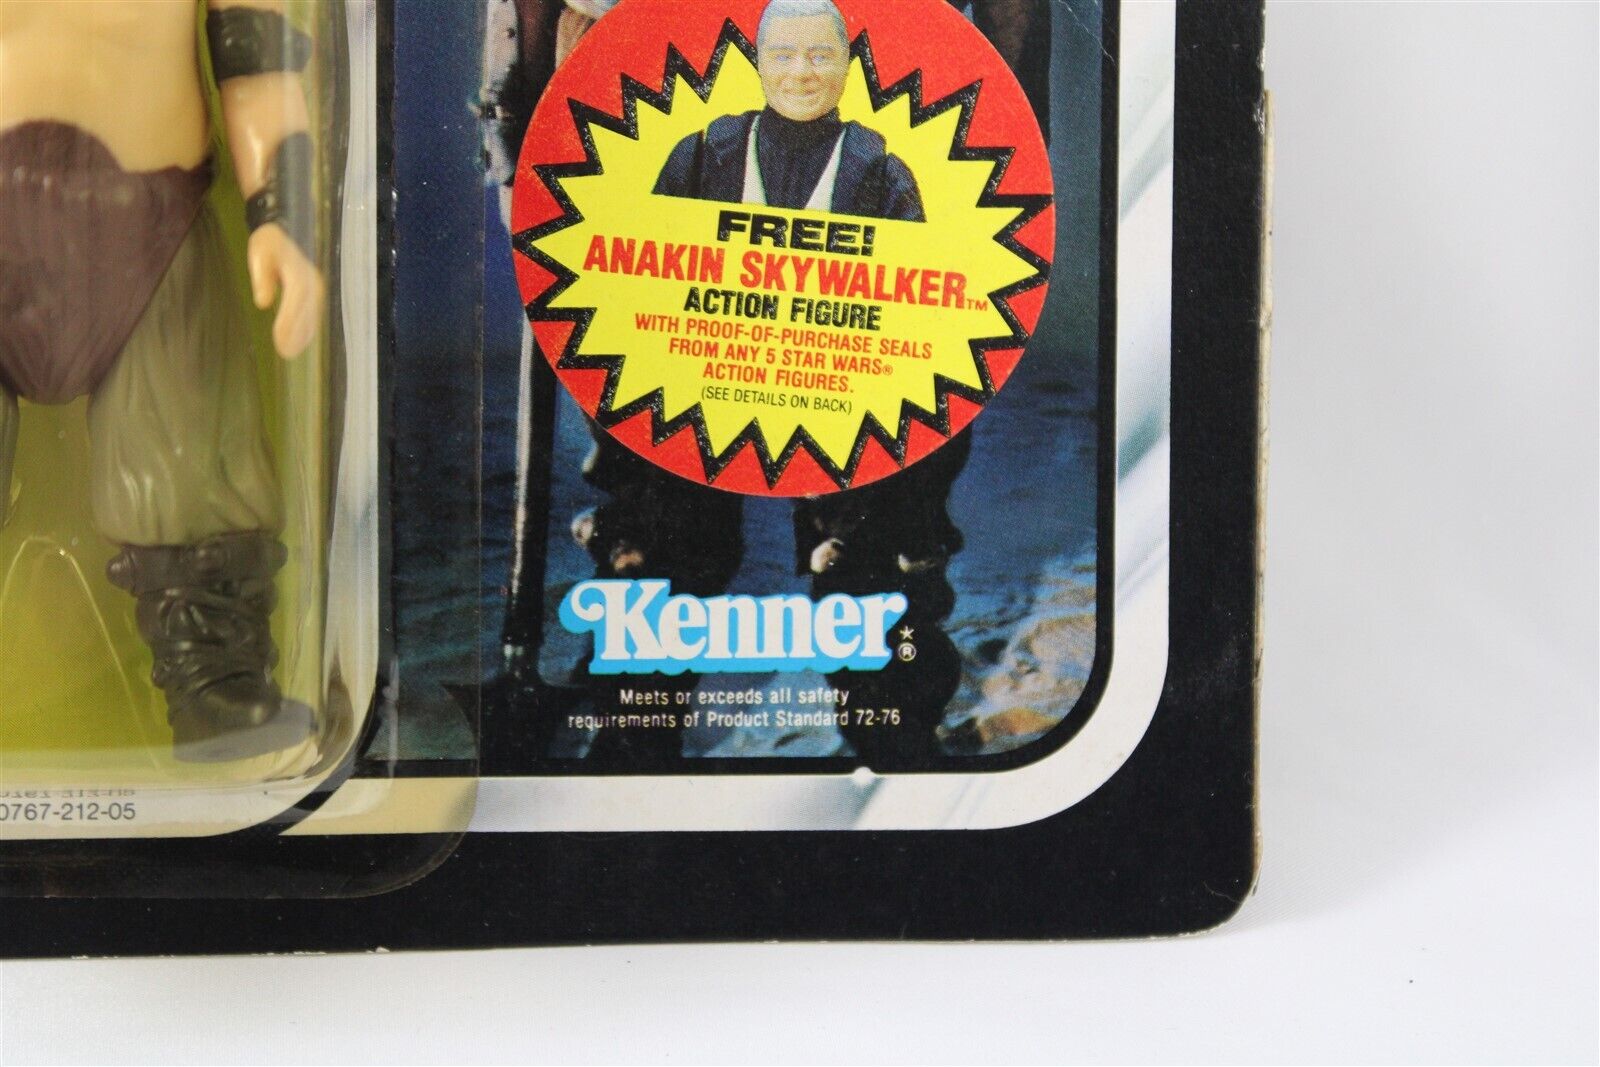 FREE!
ANAKIN SKYWALKER™
ACTION FIGURE
WITH PROOF-OF-PURCHASE SEALS
FROM ANY 5 STAR WARS®
ACTION FIGURES.
(SEE DETAILS ON BACK)
Kenner®
Meets or exceeds all safety
requirements of Product Standard 72-76
0767-212-05